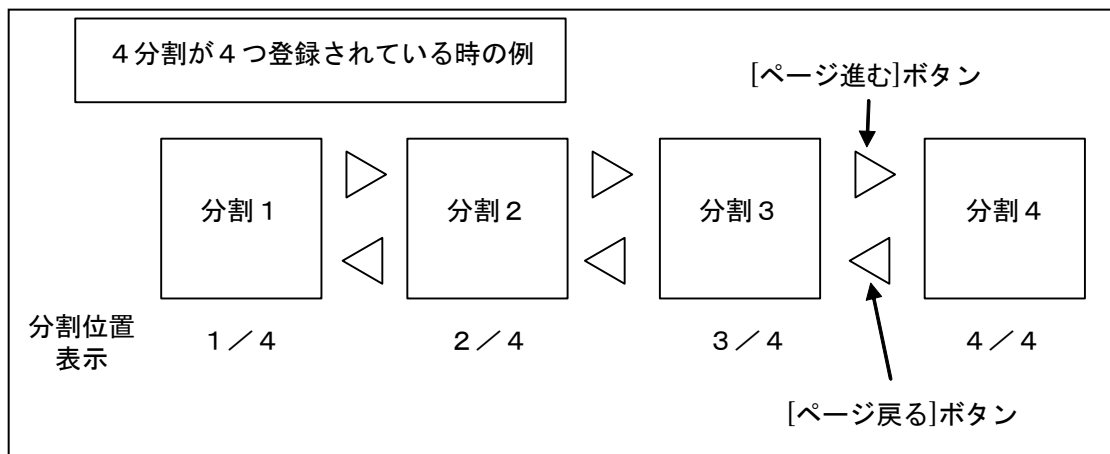 ４分割が４つ登録されている時の例
[ページ進む]ボタン
分割１
分割２
分割３
分割４
分割位置
表示
１／４
２／４
３／４
４／４
[ページ戻る]ボタン